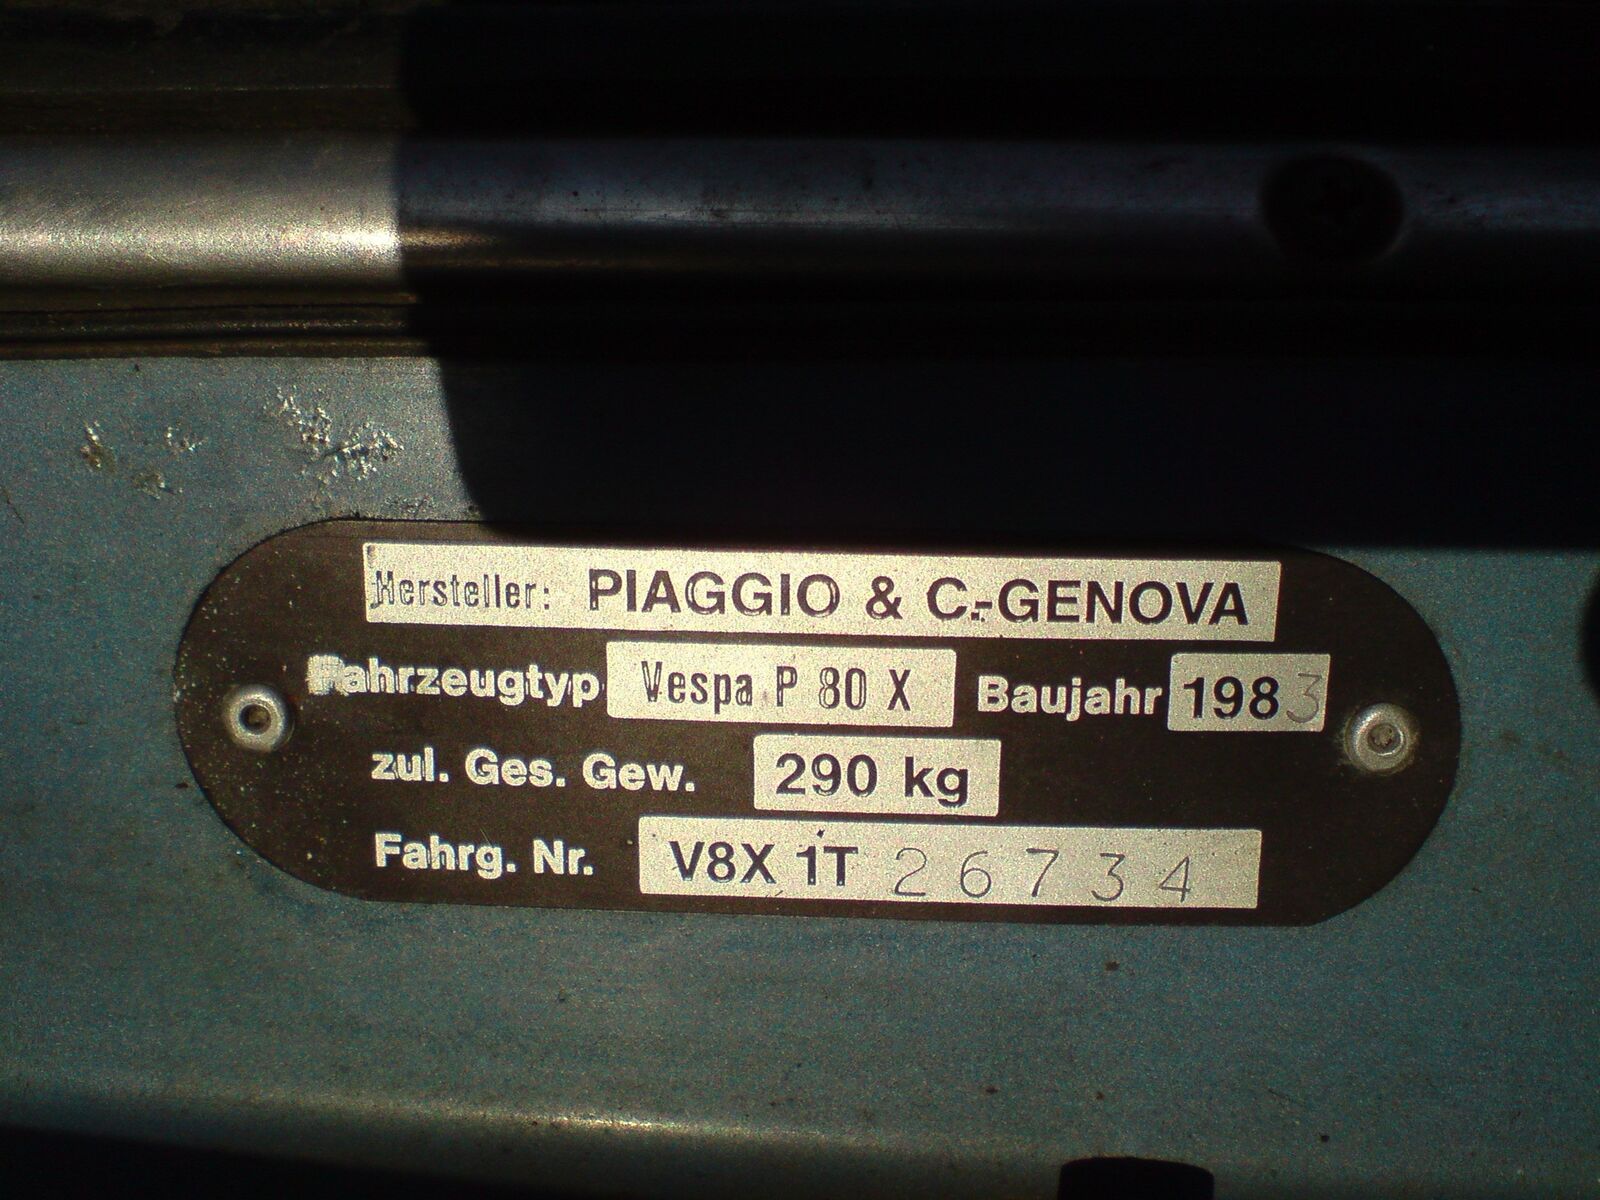 Hersteller: PIAGGIO & C.-GENOVA
Fahrzeugtyp Vespa P 80 X Baujahr 1983
zul. Ges. Gew. 290 kg
Fahrg. Nr. V8X 1T 26734